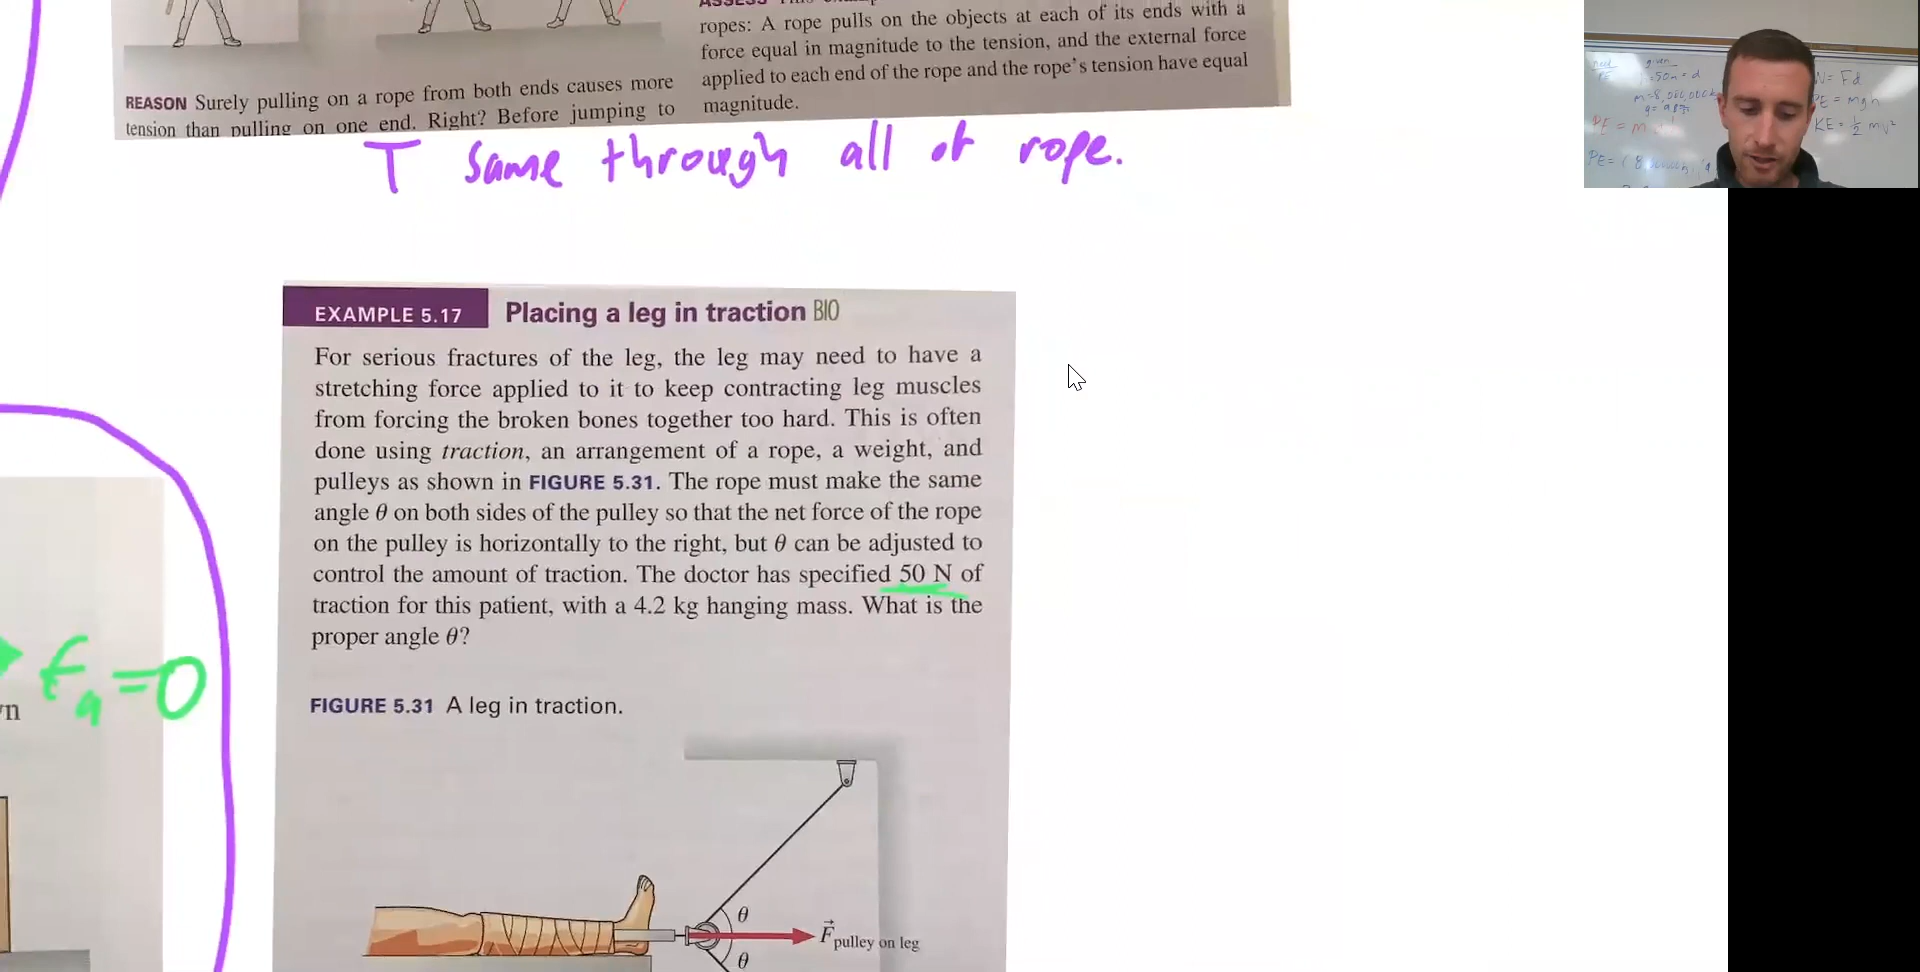 ropes: A rope pulls on the objects at each of its ends with a
force equal in magnitude to the tension, and the external force
applied to each end of the rope and the rope's tension have equal
magnitude.
REASON Surely pulling on a rope from both ends causes more
tension than pulling on one end. Right? Before jumping to
T same through all of rope.
EXAMPLE 5.17 Placing a leg in traction BIO
For serious fractures of the leg, the leg may need to have a
stretching force applied to it to keep contracting leg muscles
from forcing the broken bones together too hard. This is often
done using traction, an arrangement of a rope, a weight, and
pulleys as shown in FIGURE 5.31. The rope must make the same
angle θ on both sides of the pulley so that the net force of the rope
on the pulley is horizontally to the right, but θ can be adjusted to
control the amount of traction. The doctor has specified 50 N of
traction for this patient, with a 4.2 kg hanging mass. What is the
proper angle θ?
FIGURE 5.31 A leg in traction.
θ
F pulley on leg
θ
given
= Fd
PE = mgh
KE = 1/2 mv²